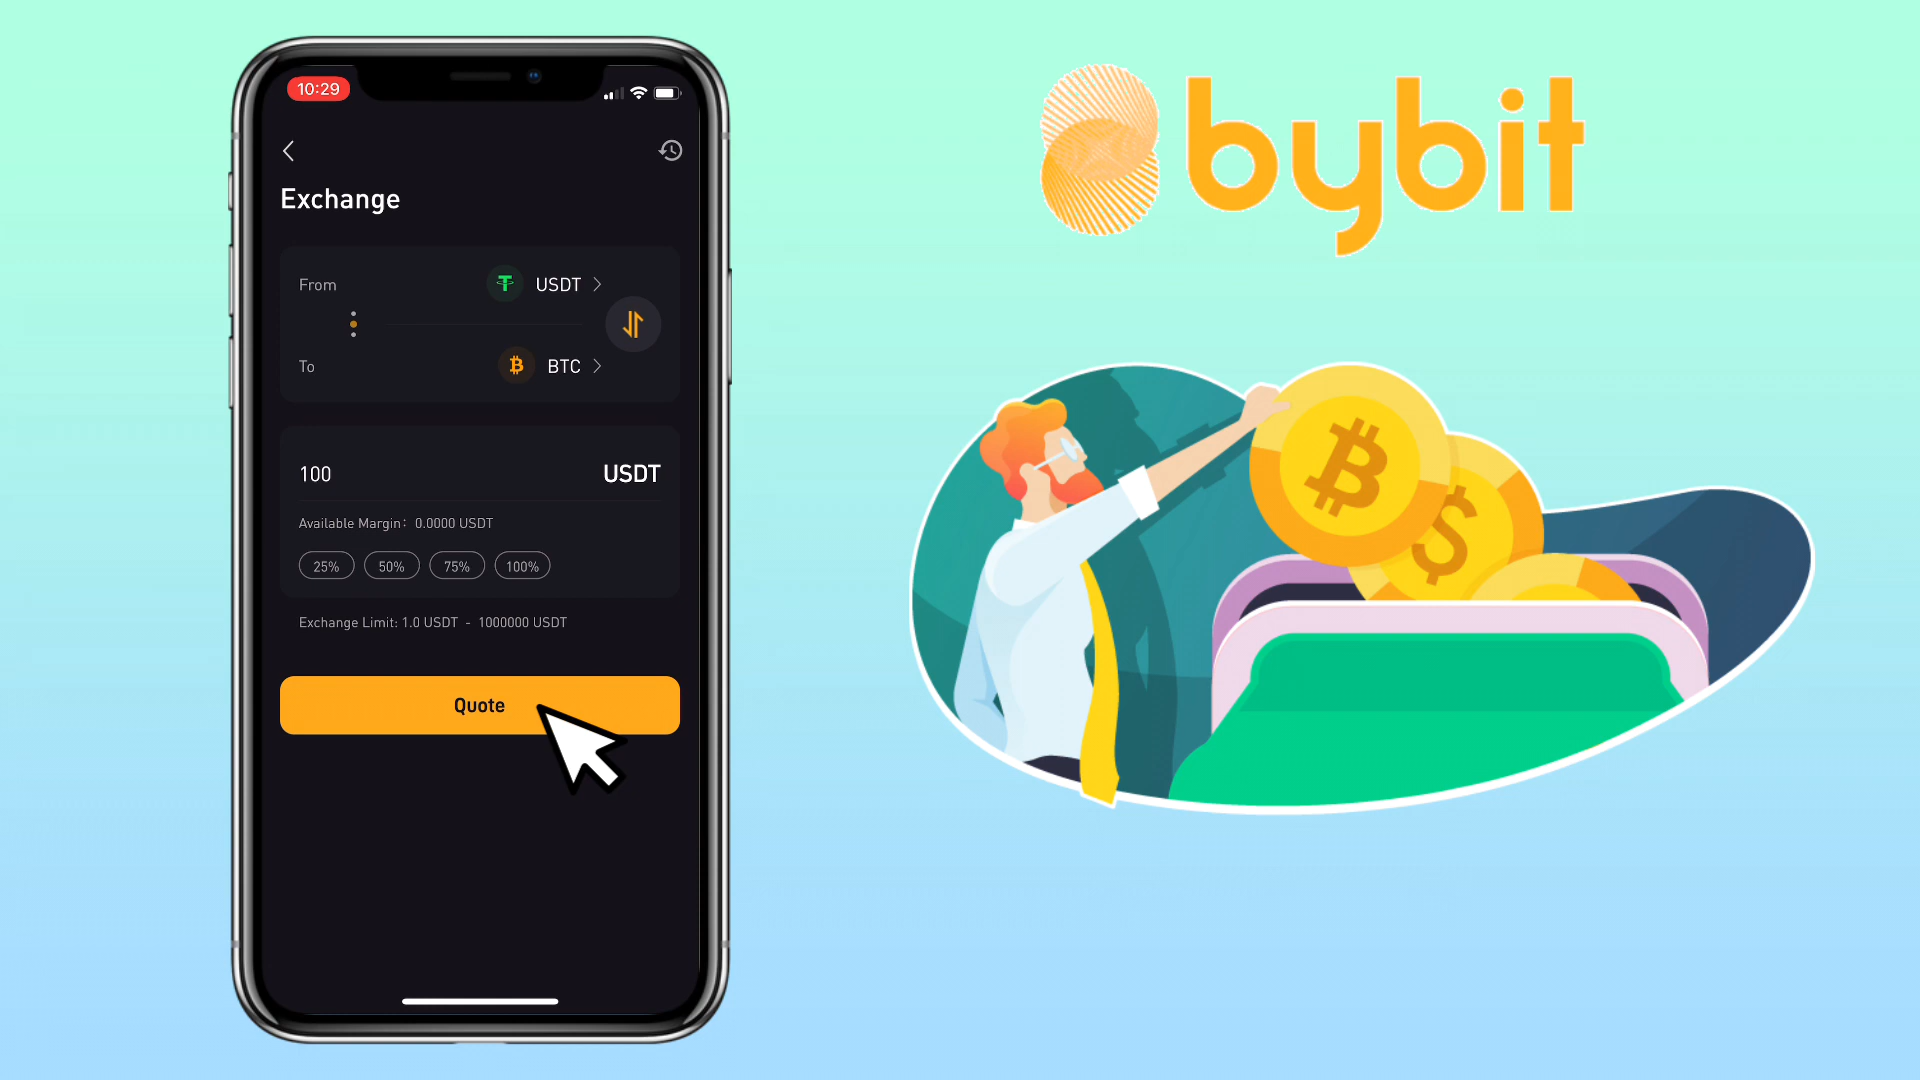 10:29
Exchange
From
USDT
To
BTC
100
USDT
Available Margin: 0.0000 USDT
25%
50%
75%
100%
Exchange Limit: 1.0 USDT - 1000000 USDT
Quote
bybit